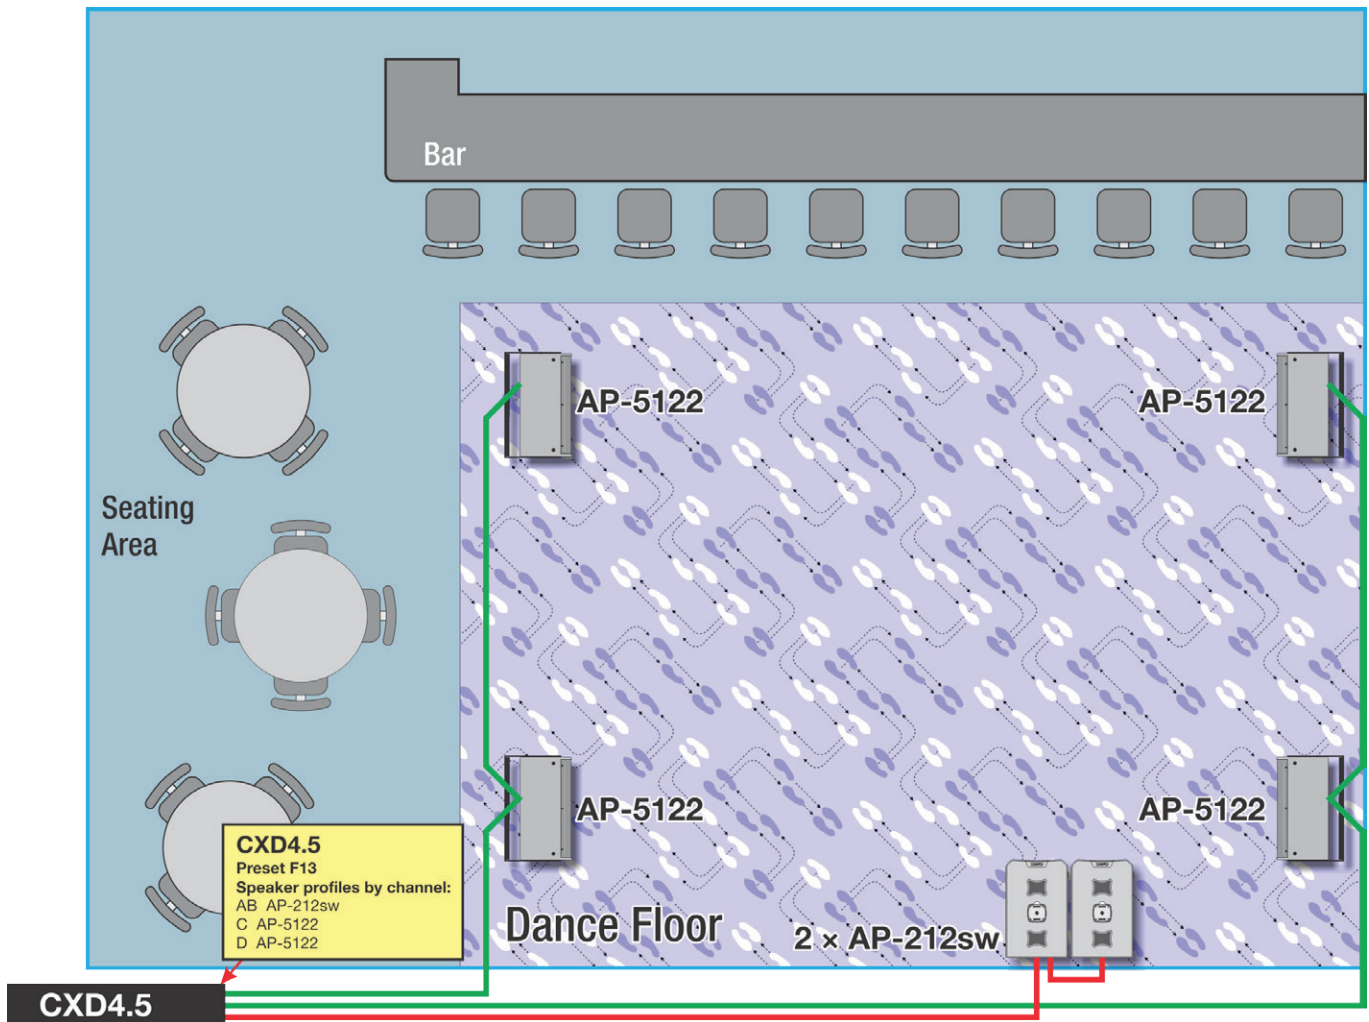 Bar
AP-5122
AP-5122
Seating
Area
AP-5122
AP-5122
CXD4.5
Preset F13
Speaker profiles by channel:
AB AP-212sw
C AP-5122
D AP-5122
Dance Floor
2 × AP-212sw
CXD4.5